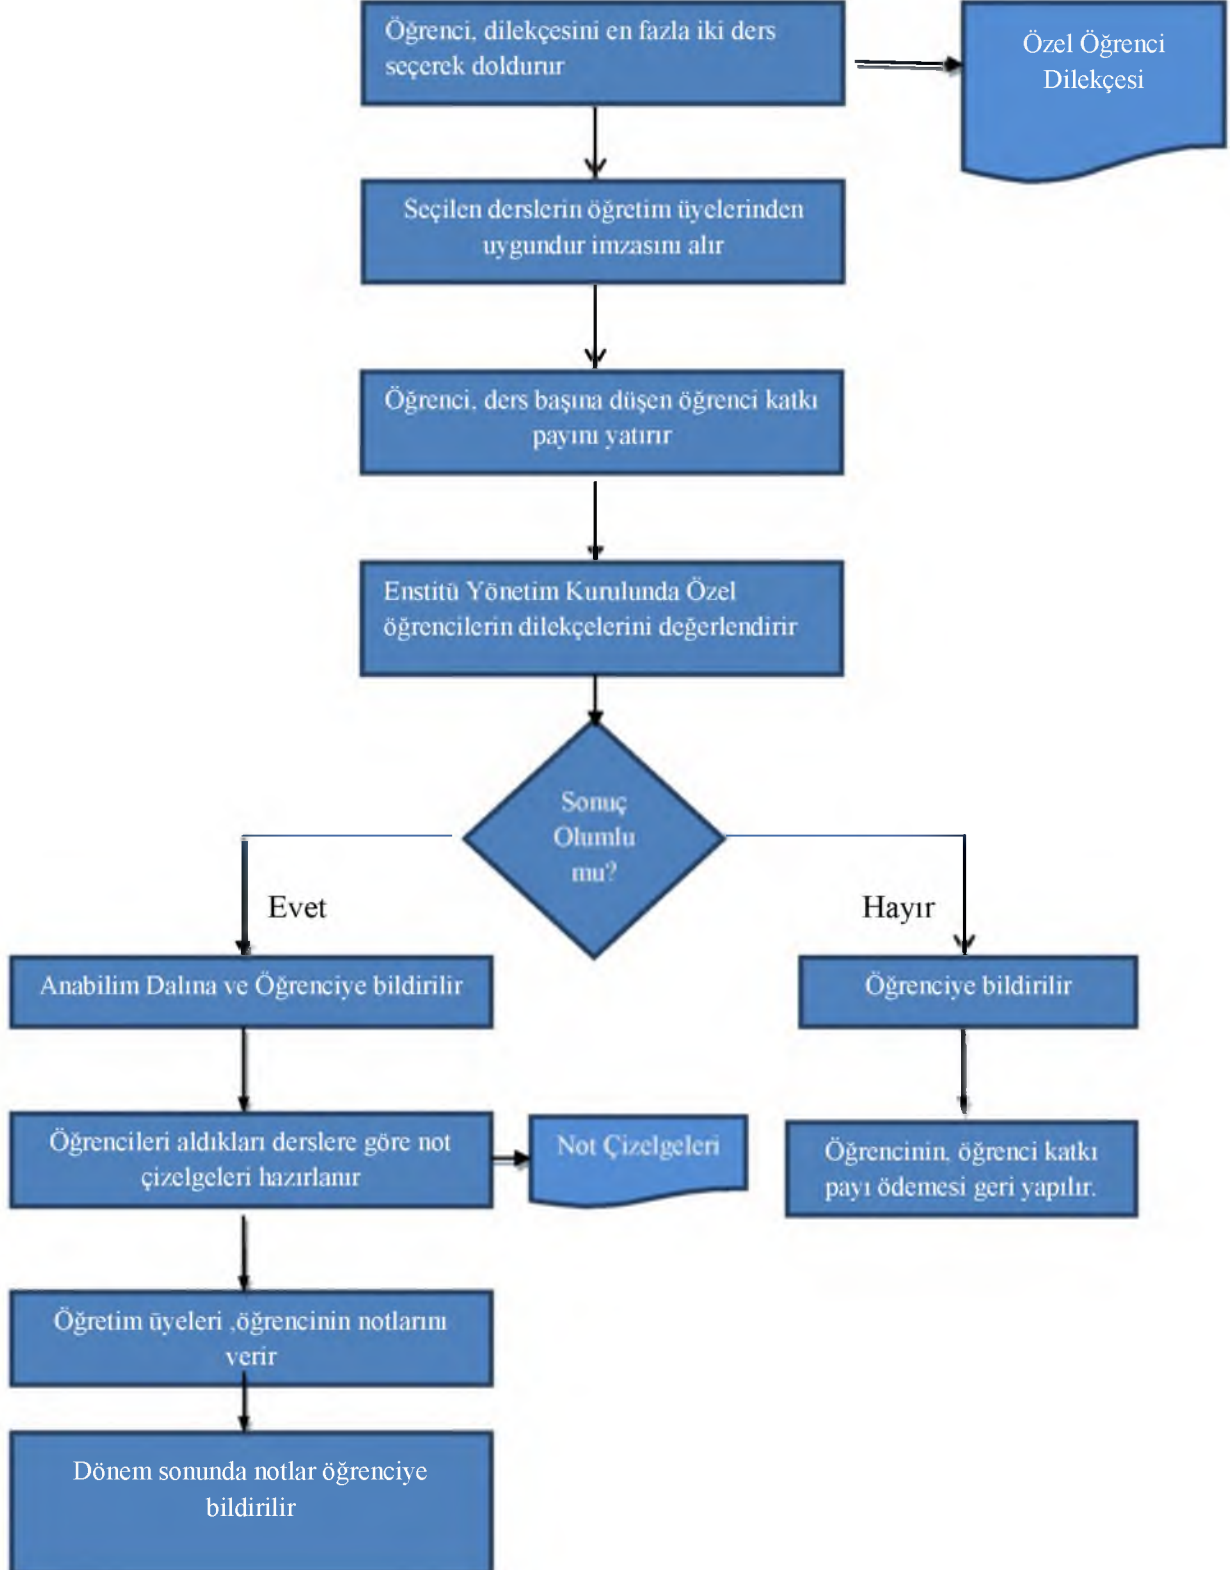 Öğrenci, dilekçesini en fazla iki ders
seçerek doldurur
Özel Öğrenci
Dilekçesi
Seçilen derslerin öğretim üyelerinden
uygundur imzasını alır
Öğrenci, ders başına düşen öğrenci katkı
payını yatırır
Enstitü Yönetim Kurulunda Özel
öğrencilerin dilekçelerini değerlendirir
Sonuç
Olumlu
mu?
Evet
Hayır
Anabilim Dalına ve Öğrenciye bildirilir
Öğrenciye bildirilir
Öğrencileri aldıkları derslere göre not
çizelgeleri hazırlanır
Not Çizelgeleri
Öğrencinin, öğrenci katkı
payı ödemesi geri yapılır.
Öğretim üyeleri ,öğrencinin notlarını
verir
Dönem sonunda notlar öğrenciye
bildirilir